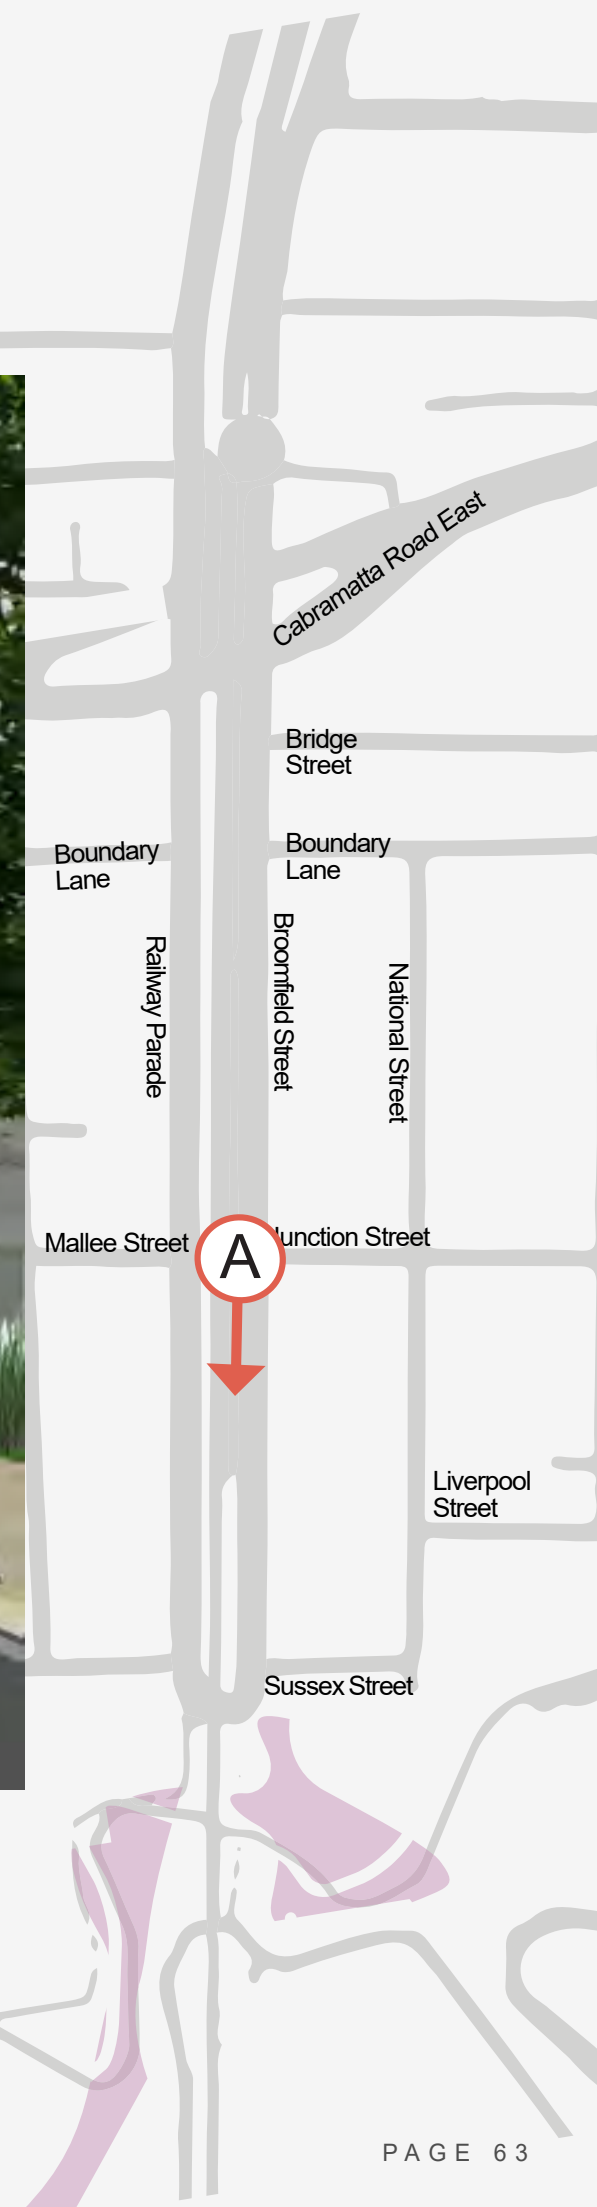 Cabramatta Road East
Bridge
Street
Boundary
Lane
Boundary
Lane
Railway Parade
Broomfield Street
National Street
Mallee Street
A
Junction Street
Liverpool
Street
Sussex Street
PAGE 63